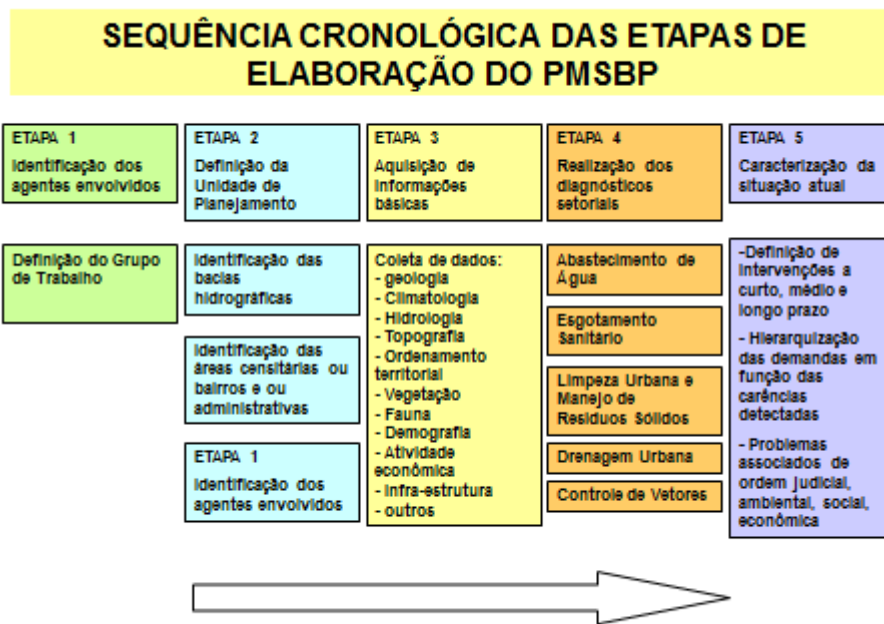 SEQUÊNCIA CRONOLÓGICA DAS ETAPAS DE
ELABORAÇÃO DO PMSBP
ETAPA 1
Identificação dos
agentes envolvidos
Definição do Grupo
de Trabalho
ETAPA 2
Definição da
Unidade de
Planejamento
Identificação das
bacias
hidrográficas
Identificação das
áreas censitárias ou
bairros e ou
administrativas
ETAPA 1
Identificação dos
agentes envolvidos
ETAPA 3
Aquisição de
Informações
básicas
Coleta de dados:
- geologia
- Climatologia
- Hidrologia
- Topografia
- Ordenamento
territorial
- Vegetação
- Fauna
- Demografia
- Atividade
econômica
- Infra-estrutura
- outros
ETAPA 4
Realização dos
diagnósticos
setoriais
Abastecimento de
Água
Esgotamento
Sanitário
Limpeza Urbana e
Manejo de
Resíduos Sólidos
Drenagem Urbana
Controle de Vetores
ETAPA 5
Caracterização da
situação atual
-Definição de
Intervenções a
curto, médio e
longo prazo
- Hierarquização
das demandas em
função das
carências
detectadas
- Problemas
associados de
ordem judicial,
ambiental, social,
econômica